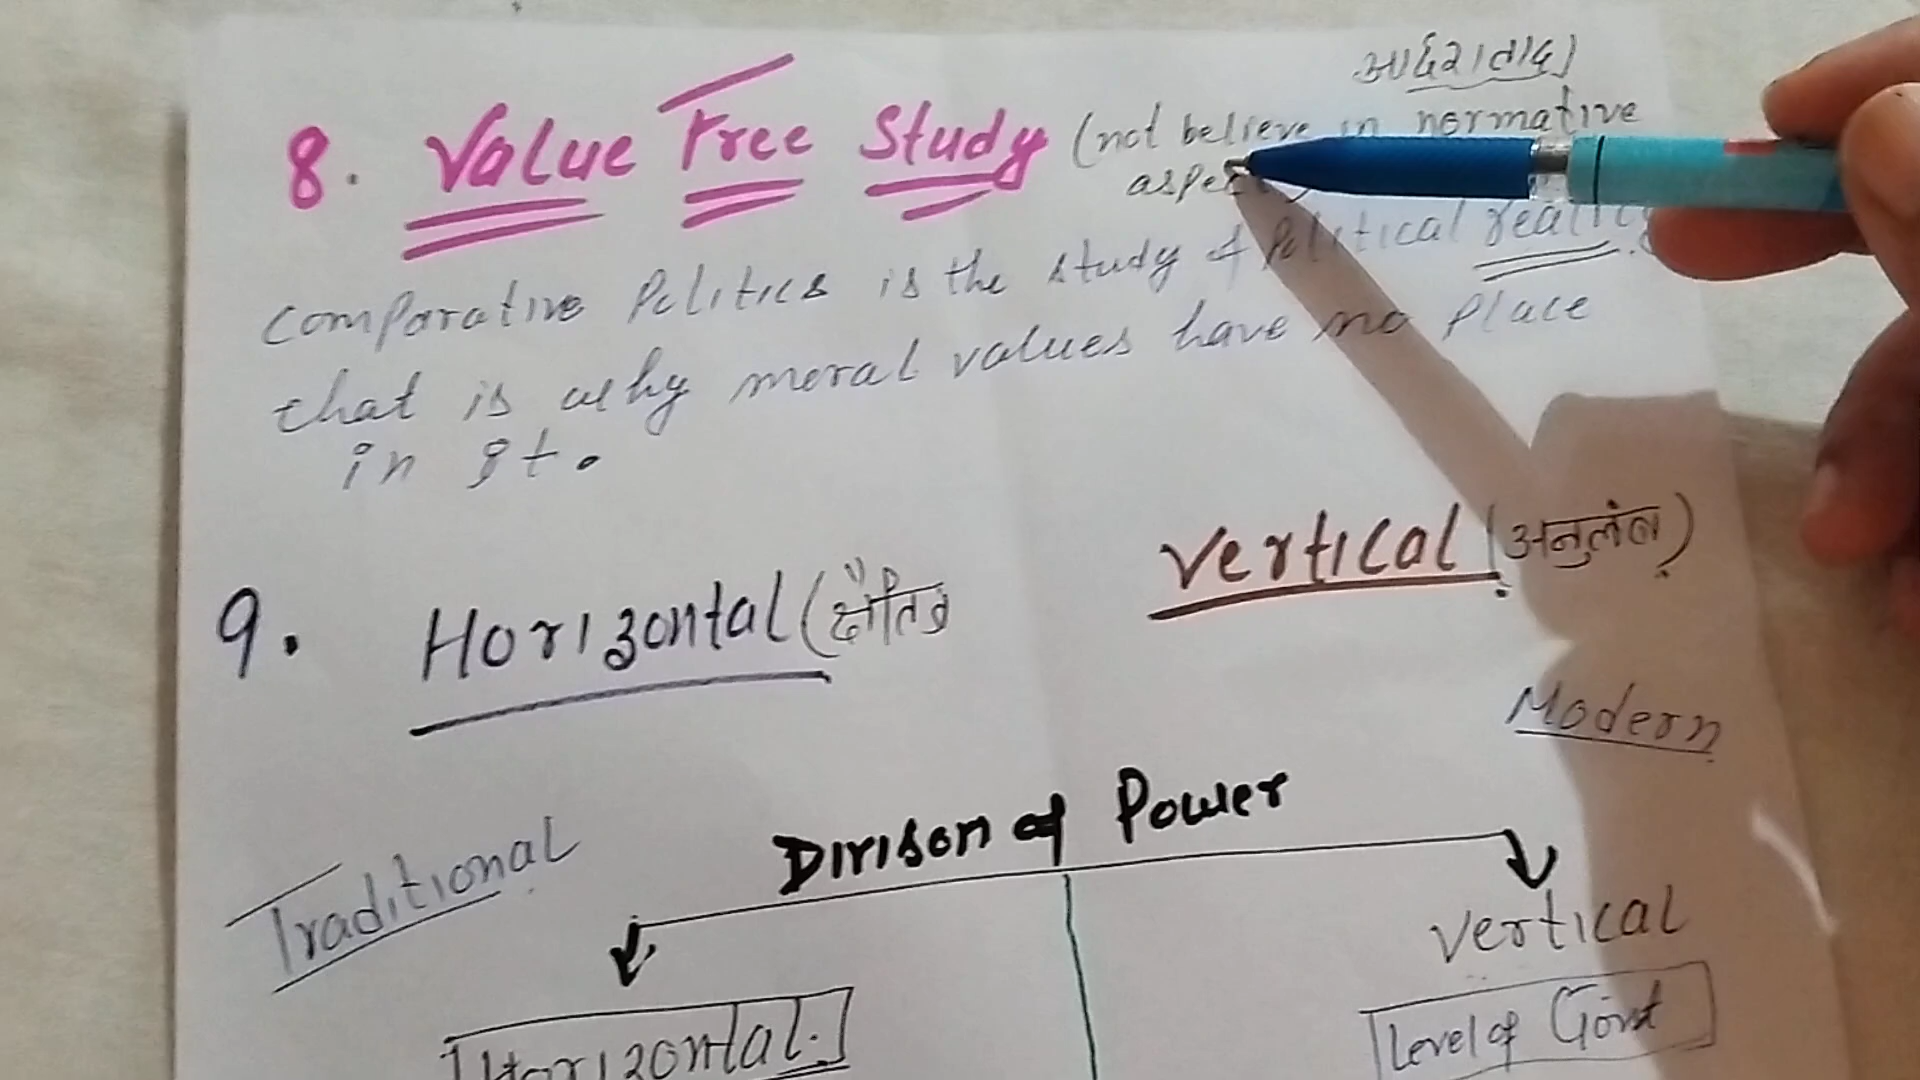 आदर्शवादी
8. Value Free Study (not believe in normative
aspect)
comparative Politics is the study of Political reality
that is why moral values have no place
in it.
9. Horizontal (क्षैतिज
vertical (अनुलंब)
Modern
Divison of Power
Traditional
vertical
Horizontal.
Level of Govt